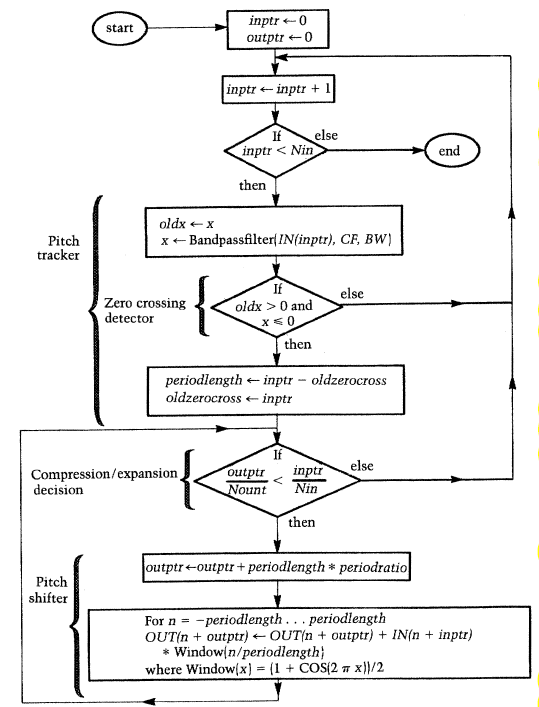 start
inptr ← 0
outptr ← 0
inptr ← inptr + 1
If
inptr < Nin
else
end
then
Pitch
tracker
oldx ← x
x ← Bandpassfilter(IN(inptr), CF, BW)
Zero crossing
detector
If
oldx > 0 and
x ⩽ 0
else
then
periodlength ← inptr − oldzerocross
oldzerocross ← inptr
Compression/expansion
decision
If
outptr/Nount < inptr/Nin
else
then
Pitch
shifter
outptr←outptr + periodlength * periodratio
For n = −periodlength . . . periodlength
OUT(n + outptr) ← OUT(n + outptr) + IN(n + inptr)
* Window(n/periodlength)
where Window(x) = (1 + COS(2 π x))/2